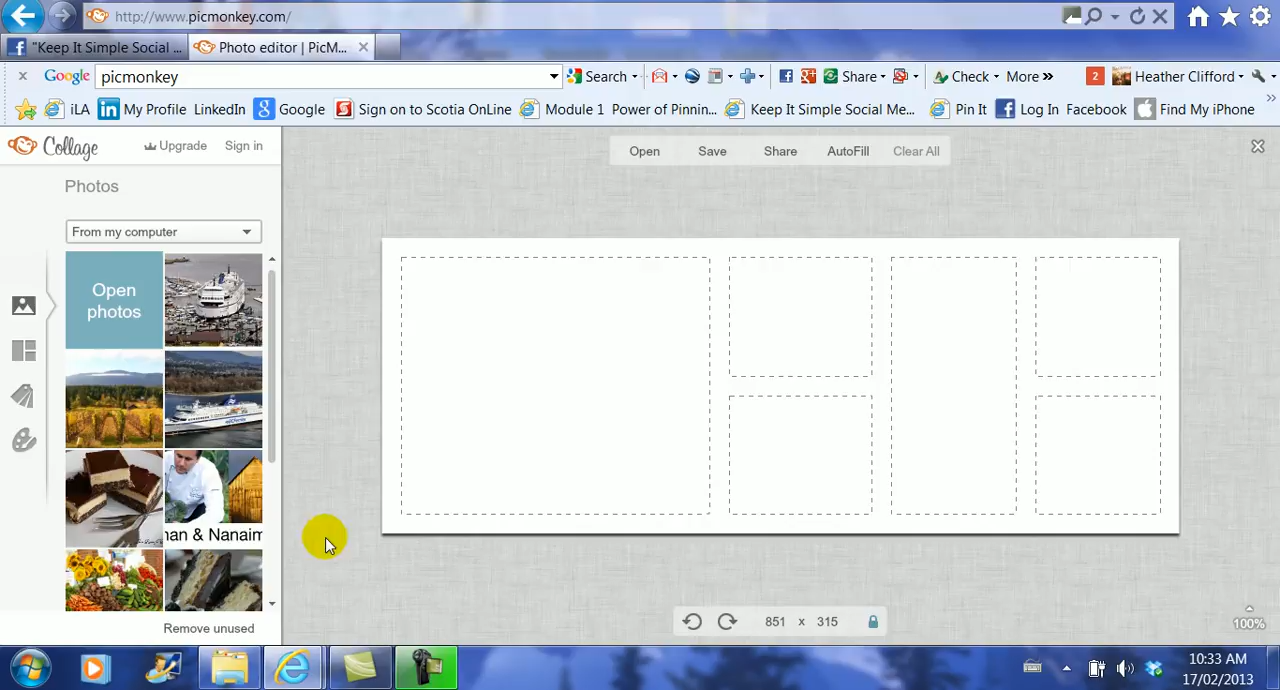 http://www.picmonkey.com/
"Keep It Simple Social ...
Photo editor | PicM...
Google
picmonkey
Search
Share
Check
More »
2
Heather Clifford
iLA
My Profile
LinkedIn
Google
Sign on to Scotia OnLine
Module 1 Power of Pinnin...
Keep It Simple Social Me...
Pin It
Log In
Facebook
Find My iPhone
Collage
Upgrade
Sign in
Open
Save
Share
AutoFill
Clear All
Photos
From my computer
Open
photos
nan & Nanaim
Remove unused
851 x 315
100%
10:33 AM
17/02/2013